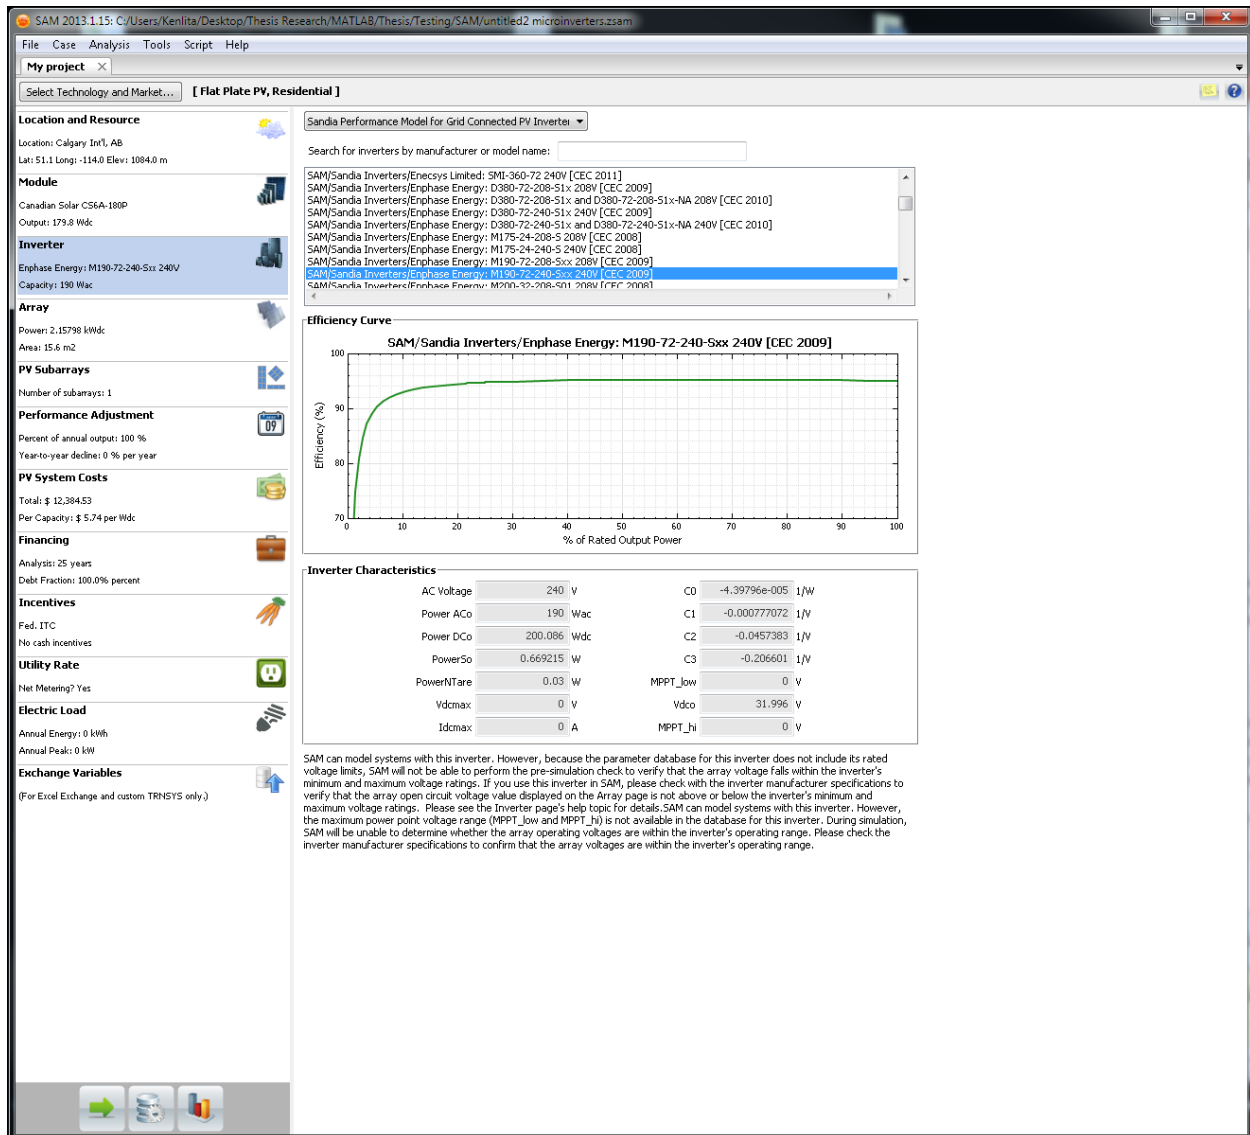 SAM 2013.1.15: C:/Users/Kenlita/Desktop/Thesis Research/MATLAB/Thesis/Testing/SAM/untitled2 microinverters.zsam
File Case Analysis Tools Script Help
My project
Select Technology and Market... [ Flat Plate PV, Residential ]
Location and Resource
Location: Calgary Int'l, AB
Lat: 51.1 Long: -114.0 Elev: 1084.0 m
Module
Canadian Solar CS6A-180P
Output: 179.8 Wdc
Inverter
Enphase Energy: M190-72-240-Sxx 240V
Capacity: 190 Wac
Array
Power: 2.15798 kWdc
Area: 15.6 m2
PV Subarrays
Number of subarrays: 1
Performance Adjustment
Percent of annual output: 100 %
Year-to-year decline: 0 % per year
09
PV System Costs
Total: $ 12,384.53
Per Capacity: $ 5.74 per Wdc
Financing
Analysis: 25 years
Debt Fraction: 100.0% percent
Incentives
Fed. ITC
No cash incentives
Utility Rate
Net Metering? Yes
Electric Load
Annual Energy: 0 kWh
Annual Peak: 0 kW
Exchange Variables
(For Excel Exchange and custom TRNSYS only.)
Sandia Performance Model for Grid Connected PV Inverter
Search for inverters by manufacturer or model name:
SAM/Sandia Inverters/Enecsys Limited: SMI-360-72 240V [CEC 2011]
SAM/Sandia Inverters/Enphase Energy: D380-72-208-S1x 208V [CEC 2009]
SAM/Sandia Inverters/Enphase Energy: D380-72-208-S1x and D380-72-208-S1x-NA 208V [CEC 2010]
SAM/Sandia Inverters/Enphase Energy: D380-72-240-S1x 240V [CEC 2009]
SAM/Sandia Inverters/Enphase Energy: D380-72-240-S1x and D380-72-240-S1x-NA 240V [CEC 2010]
SAM/Sandia Inverters/Enphase Energy: M175-24-208-S 208V [CEC 2008]
SAM/Sandia Inverters/Enphase Energy: M175-24-240-S 240V [CEC 2008]
SAM/Sandia Inverters/Enphase Energy: M190-72-208-Sxx 208V [CEC 2009]
SAM/Sandia Inverters/Enphase Energy: M190-72-240-Sxx 240V [CEC 2009]
SAM/Sandia Inverters/Enphase Energy: M200-32-208-S01 208V [CEC 2008]
Efficiency Curve
SAM/Sandia Inverters/Enphase Energy: M190-72-240-Sxx 240V [CEC 2009]
100
90
80
70
Efficiency (%)
0 10 20 30 40 50 60 70 80 90 100
% of Rated Output Power
Inverter Characteristics
AC Voltage 240 V C0 -4.39796e-005 1/W
Power ACo 190 Wac C1 -0.000777072 1/V
Power DCo 200.086 Wdc C2 -0.0457383 1/V
PowerSo 0.669215 W C3 -0.206601 1/V
PowerNTare 0.03 W MPPT_low 0 V
Vdcmax 0 V Vdco 31.996 V
Idcmax 0 A MPPT_hi 0 V
SAM can model systems with this inverter. However, because the parameter database for this inverter does not include its rated
voltage limits, SAM will not be able to perform the pre-simulation check to verify that the array voltage falls within the inverter's
minimum and maximum voltage ratings. If you use this inverter in SAM, please check with the inverter manufacturer specifications to
verify that the array open circuit voltage value displayed on the Array page is not above or below the inverter's minimum and
maximum voltage ratings. Please see the Inverter page's help topic for details.SAM can model systems with this inverter. However,
the maximum power point voltage range (MPPT_low and MPPT_hi) is not available in the database for this inverter. During simulation,
SAM will be unable to determine whether the array operating voltages are within the inverter's operating range. Please check the
inverter manufacturer specifications to confirm that the array voltages are within the inverter's operating range.